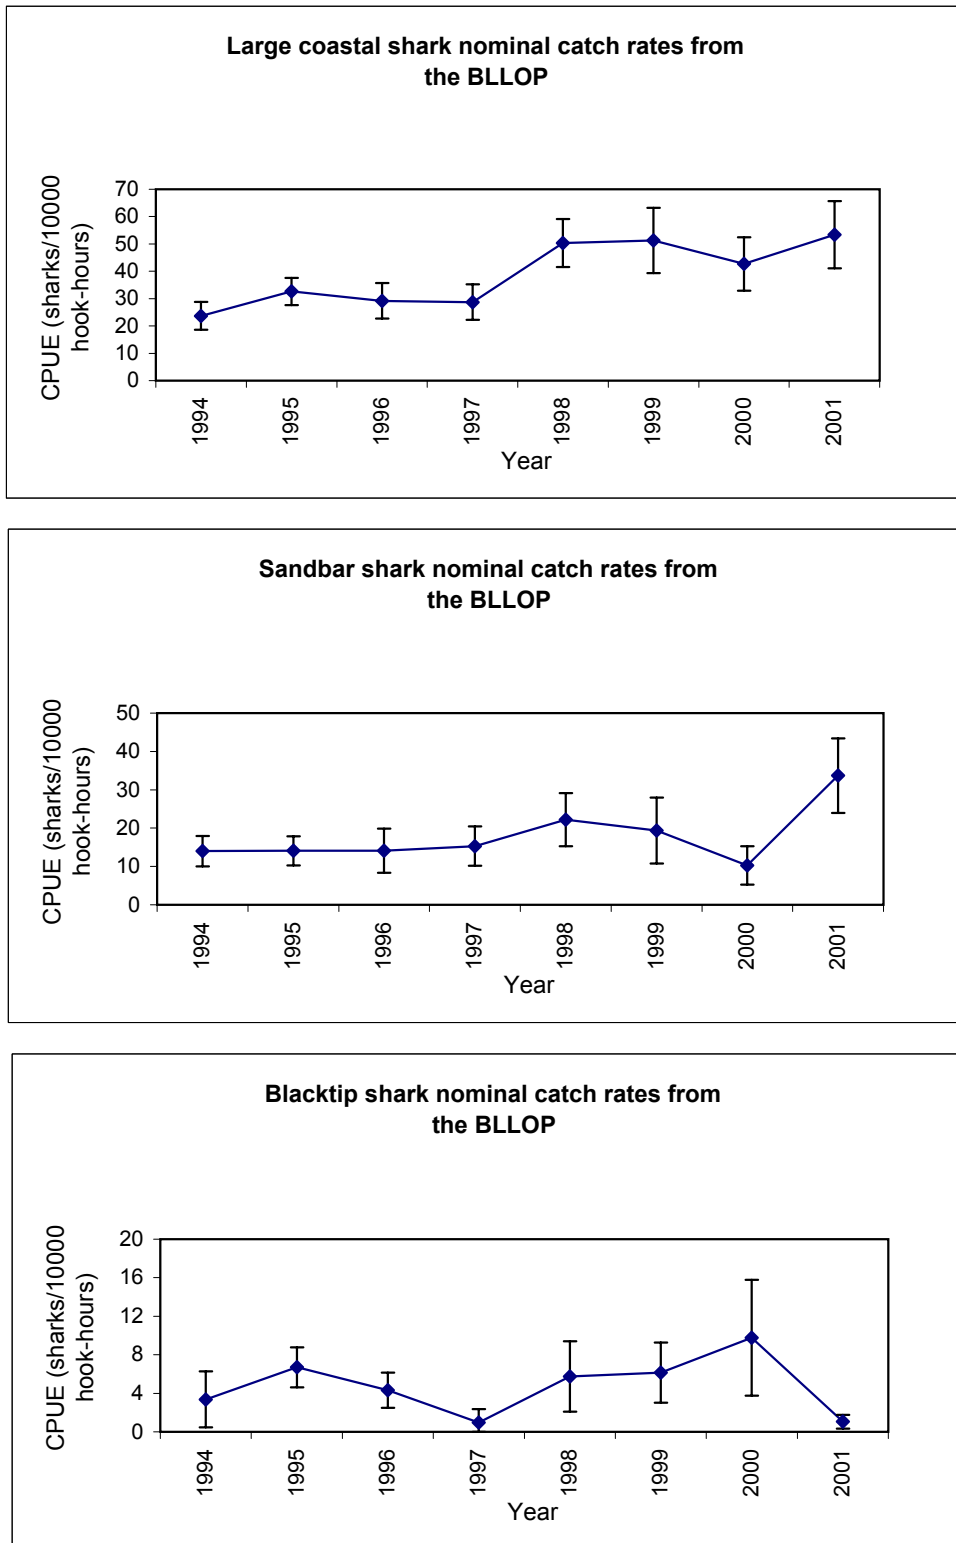 Large coastal shark nominal catch rates from
the BLLOP
CPUE (sharks/10000
hook-hours)
70
60
50
40
30
20
10
0
1994
1995
1996
1997
1998
1999
2000
2001
Year
Sandbar shark nominal catch rates from
the BLLOP
CPUE (sharks/10000
hook-hours)
50
40
30
20
10
0
1994
1995
1996
1997
1998
1999
2000
2001
Year
Blacktip shark nominal catch rates from
the BLLOP
CPUE (sharks/10000
hook-hours)
20
16
12
8
4
0
1994
1995
1996
1997
1998
1999
2000
2001
Year